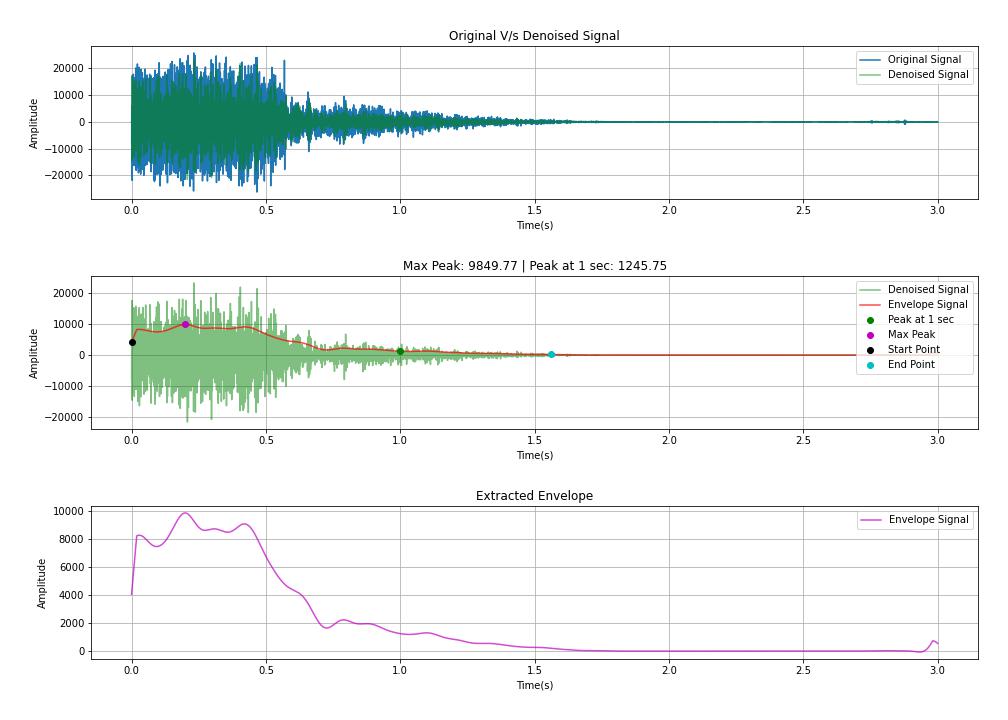 Original V/s Denoised Signal
Amplitude
20000
10000
0
−10000
−20000
Original Signal
Denoised Signal
0.0 0.5 1.0 1.5 2.0 2.5 3.0
Time(s)
Max Peak: 9849.77 | Peak at 1 sec: 1245.75
Amplitude
20000
10000
0
−10000
−20000
Denoised Signal
Envelope Signal
Peak at 1 sec
Max Peak
Start Point
End Point
0.0 0.5 1.0 1.5 2.0 2.5 3.0
Time(s)
Extracted Envelope
Amplitude
10000
8000
6000
4000
2000
0
Envelope Signal
0.0 0.5 1.0 1.5 2.0 2.5 3.0
Time(s)